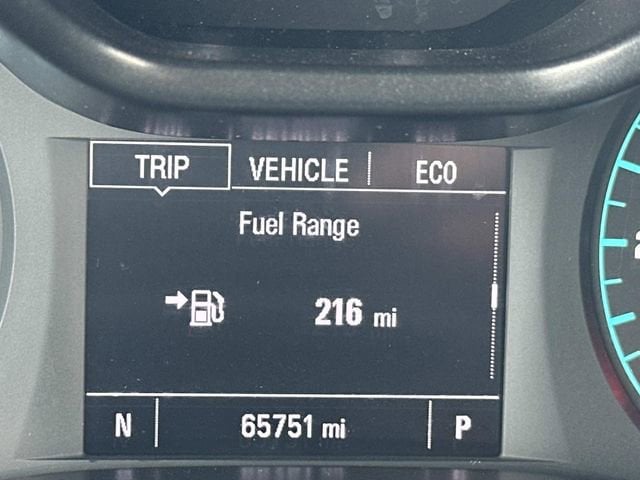 TRIP VEHICLE ECO
Fuel Range
216 mi
N 65751 mi P